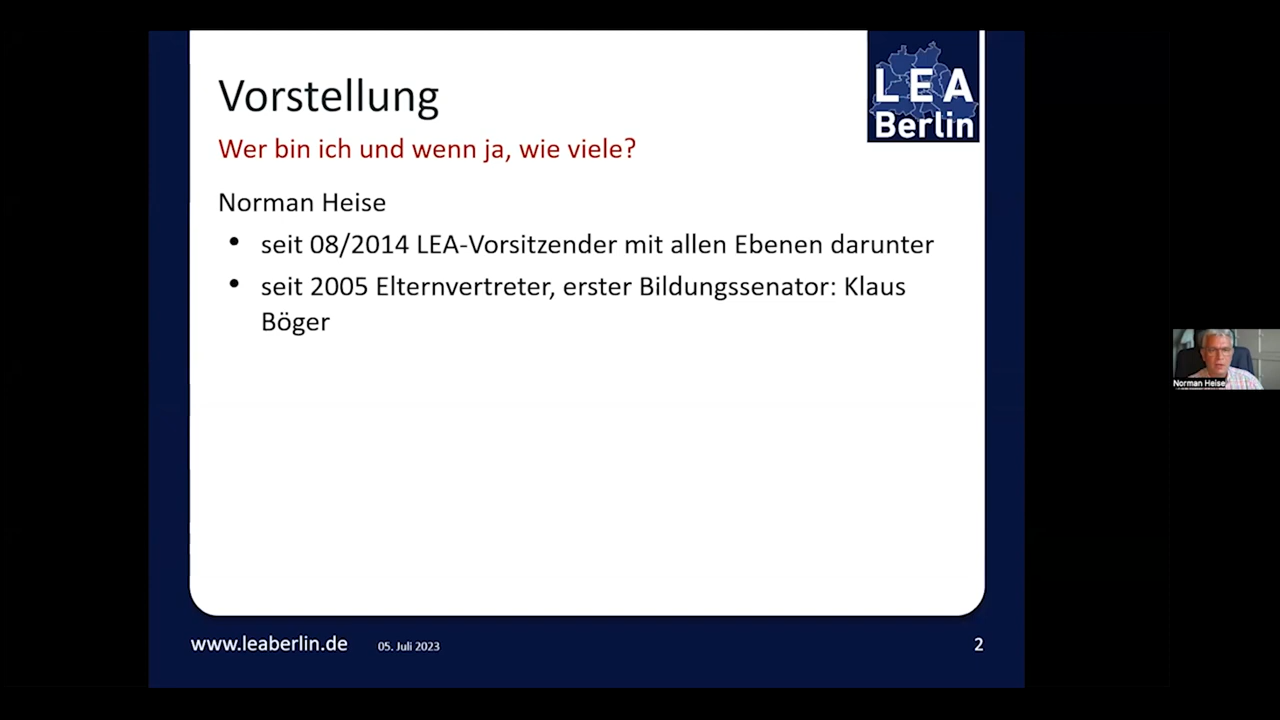 Vorstellung
LEA
Berlin
Wer bin ich und wenn ja, wie viele?
Norman Heise
• seit 08/2014 LEA-Vorsitzender mit allen Ebenen darunter
• seit 2005 Elternvertreter, erster Bildungssenator: Klaus
Böger
Norman Heise
www.leaberlin.de 05. Juli 2023 2